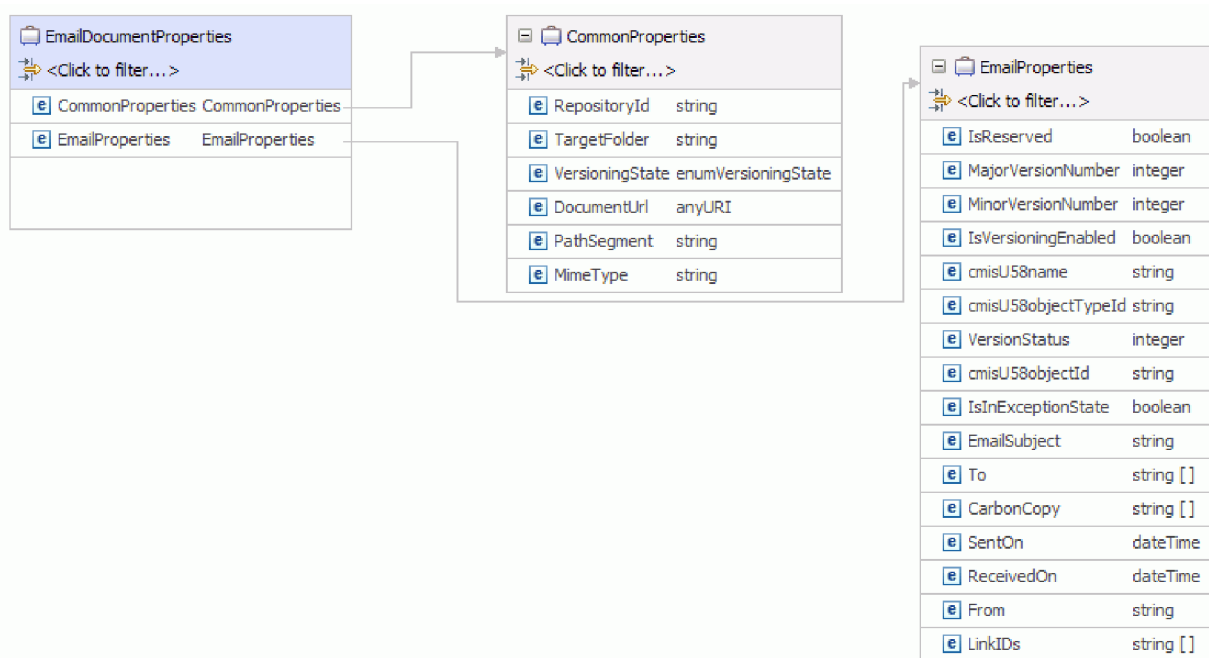 EmailDocumentProperties
<Click to filter...>
CommonProperties CommonProperties
EmailProperties EmailProperties
CommonProperties
<Click to filter...>
RepositoryId string
TargetFolder string
VersioningState enumVersioningState
DocumentUrl anyURI
PathSegment string
MimeType string
EmailProperties
<Click to filter...>
IsReserved boolean
MajorVersionNumber integer
MinorVersionNumber integer
IsVersioningEnabled boolean
cmisU58name string
cmisU58objectTypeId string
VersionStatus integer
cmisU58objectId string
IsInExceptionState boolean
EmailSubject string
To string []
CarbonCopy string []
SentOn dateTime
ReceivedOn dateTime
From string
LinkIDs string []